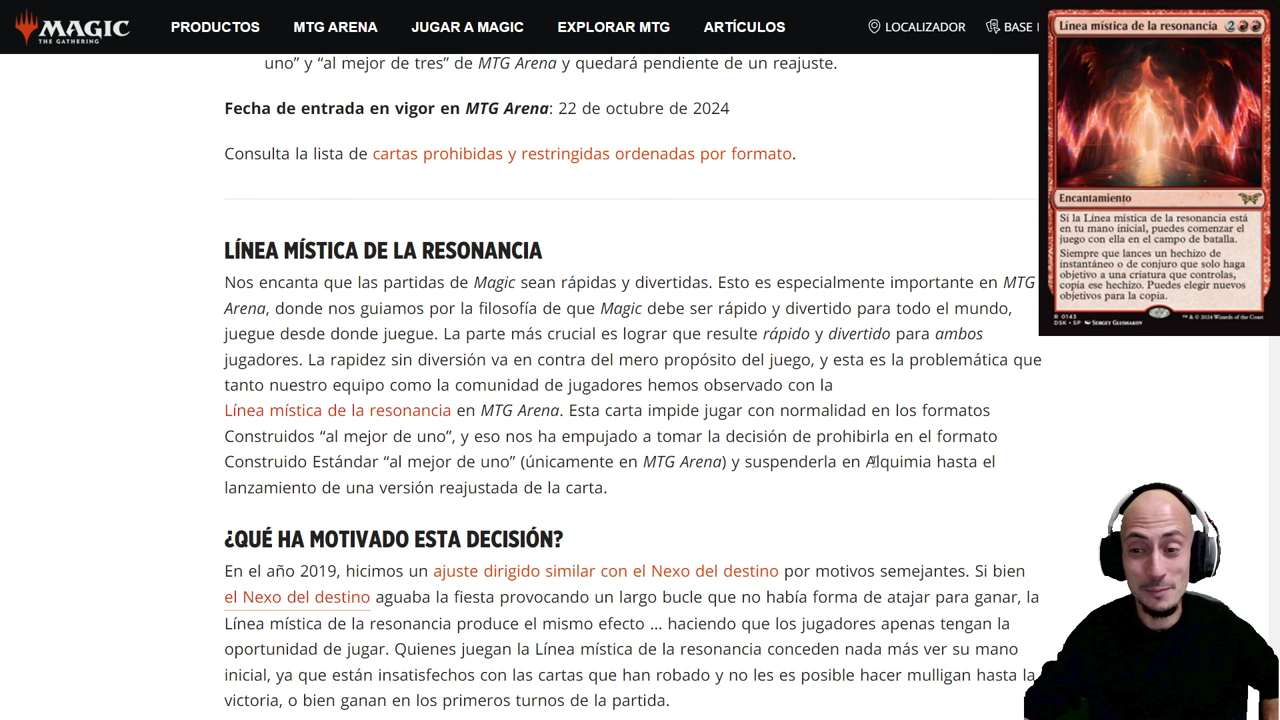 MAGIC
THE GATHERING
PRODUCTOS MTG ARENA JUGAR A MAGIC EXPLORAR MTG ARTÍCULOS LOCALIZADOR BASE
uno” y “al mejor de tres” de MTG Arena y quedará pendiente de un reajuste.
Fecha de entrada en vigor en MTG Arena: 22 de octubre de 2024
Consulta la lista de cartas prohibidas y restringidas ordenadas por formato.
LÍNEA MÍSTICA DE LA RESONANCIA
Nos encanta que las partidas de Magic sean rápidas y divertidas. Esto es especialmente importante en MTG
Arena, donde nos guiamos por la filosofía de que Magic debe ser rápido y divertido para todo el mundo,
juegue desde donde juegue. La parte más crucial es lograr que resulte rápido y divertido para ambos
jugadores. La rapidez sin diversión va en contra del mero propósito del juego, y esta es la problemática que
tanto nuestro equipo como la comunidad de jugadores hemos observado con la
Línea mística de la resonancia en MTG Arena. Esta carta impide jugar con normalidad en los formatos
Construidos “al mejor de uno”, y eso nos ha empujado a tomar la decisión de prohibirla en el formato
Construido Estándar “al mejor de uno” (únicamente en MTG Arena) y suspenderla en Alquimia hasta el
lanzamiento de una versión reajustada de la carta.
¿QUÉ HA MOTIVADO ESTA DECISIÓN?
En el año 2019, hicimos un ajuste dirigido similar con el Nexo del destino por motivos semejantes. Si bien
el Nexo del destino aguaba la fiesta provocando un largo bucle que no había forma de atajar para ganar, la
Línea mística de la resonancia produce el mismo efecto ... haciendo que los jugadores apenas tengan la
oportunidad de jugar. Quienes juegan la Línea mística de la resonancia conceden nada más ver su mano
inicial, ya que están insatisfechos con las cartas que han robado y no les es posible hacer mulligan hasta la
victoria, o bien ganan en los primeros turnos de la partida.
Línea mística de la resonancia 2
Encantamiento
Si la Línea mística de la resonancia está
en tu mano inicial, puedes comenzar el
juego con ella en el campo de batalla.
Siempre que lances un hechizo de
instantáneo o de conjuro que solo haga
objetivo a una criatura que controlas,
copia ese hechizo. Puedes elegir nuevos
objetivos para la copia.
R 0143
DSK • SP SERGEY GLUSHAKOV
™ & © 2024 Wizards of the Coast